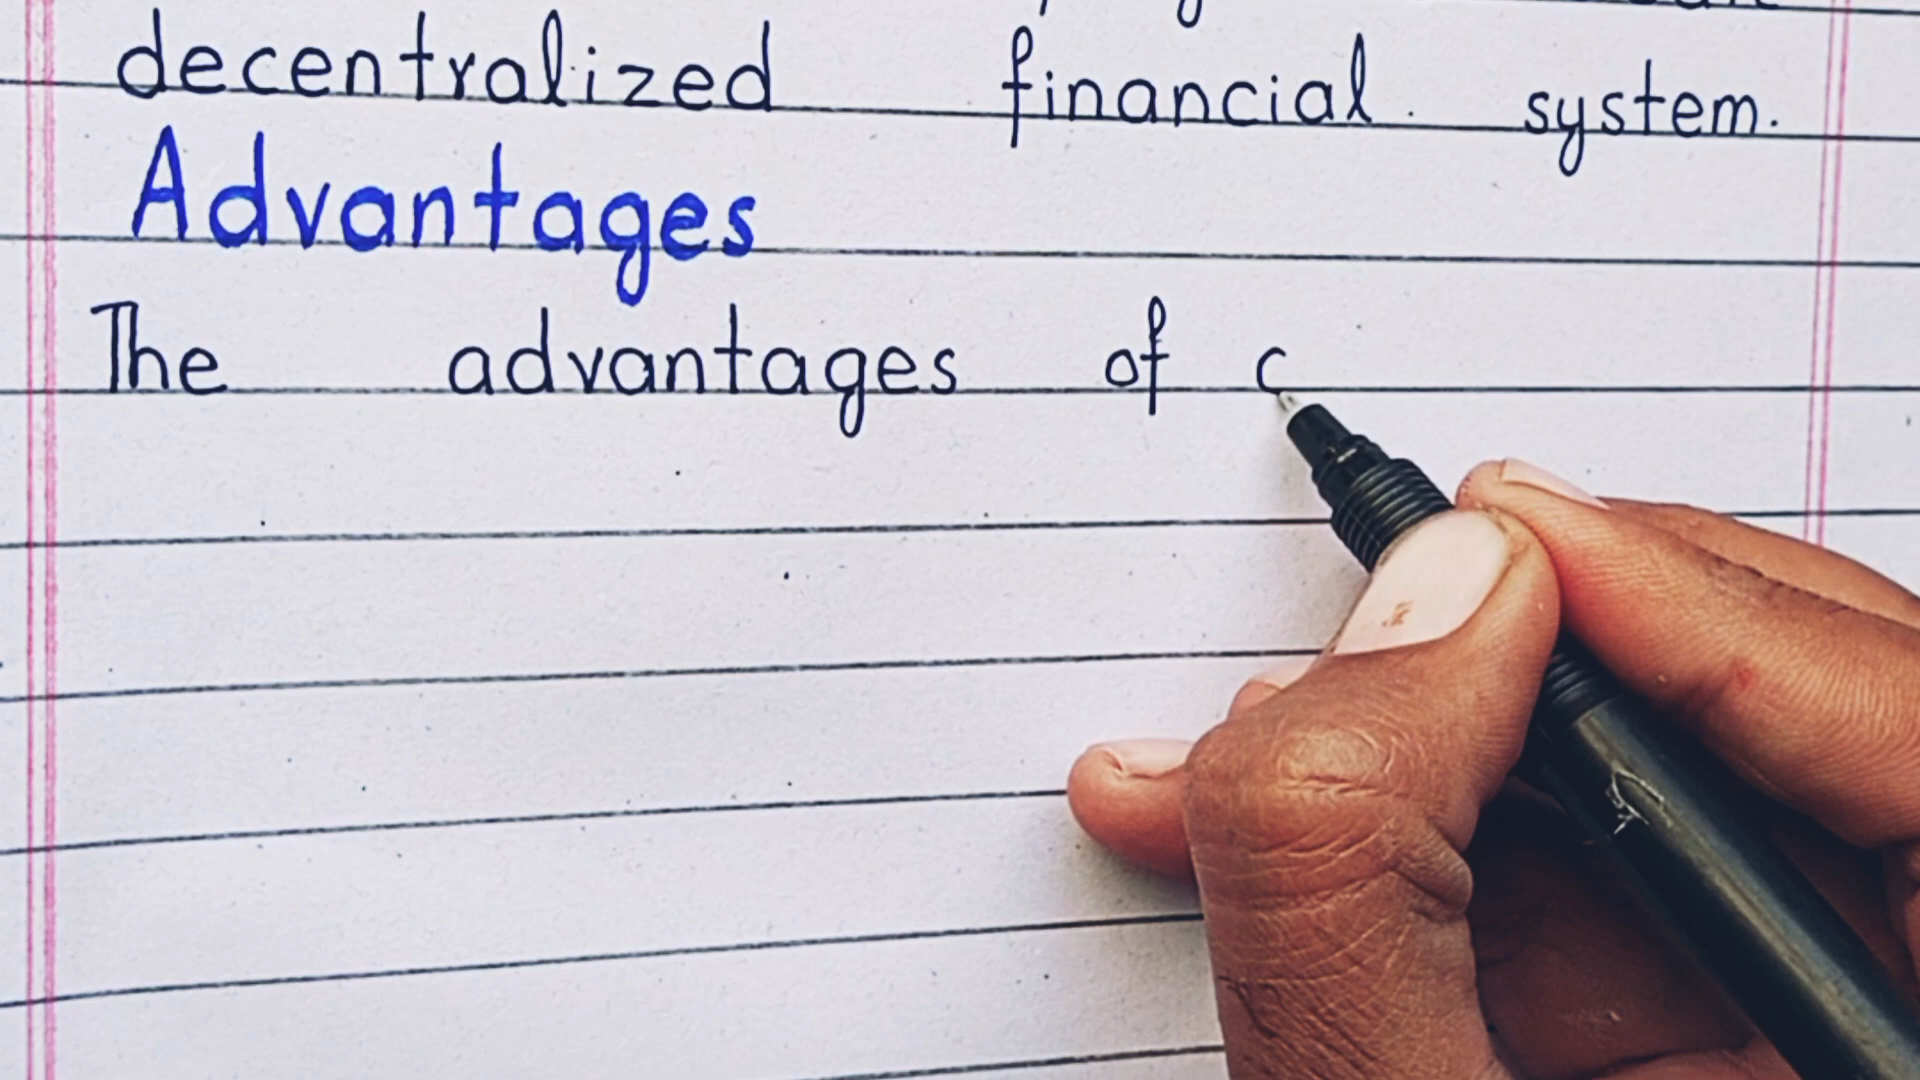 decentralized financial system.
Advantages
The advantages of c